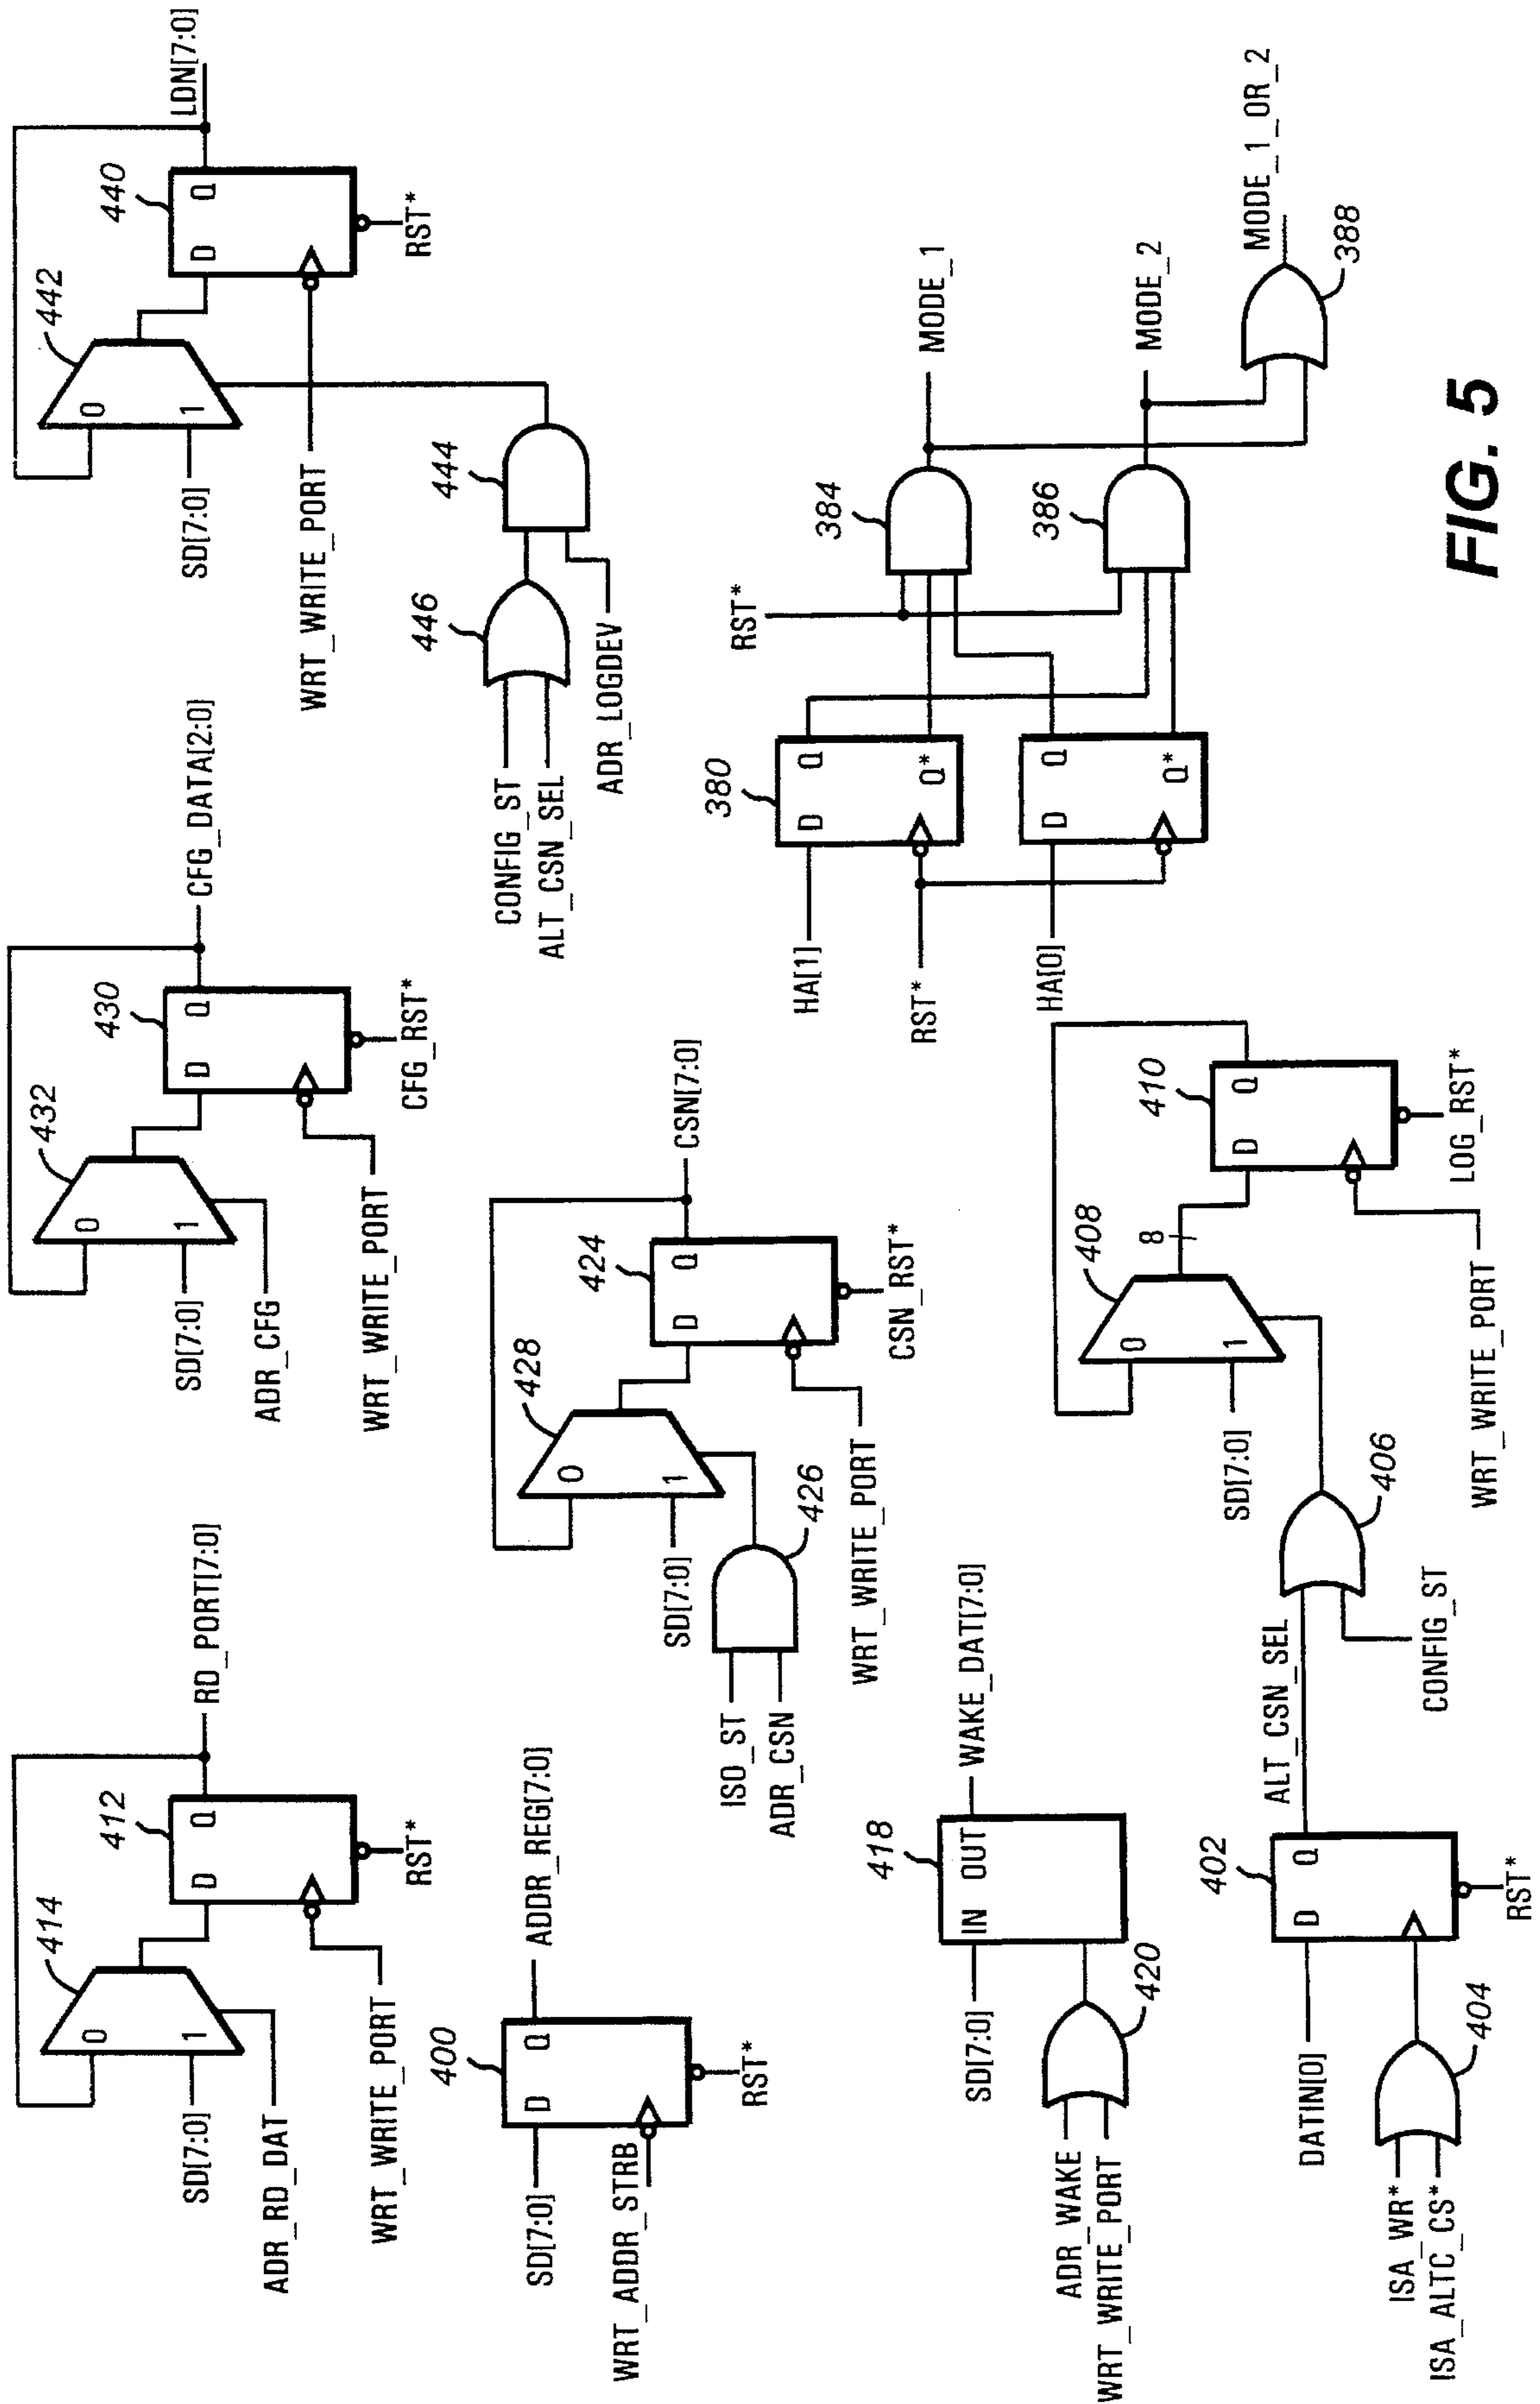 414
0
1
SD[7:0]
ADR_RD_DAT
WRT_WRITE_PORT
412
D Q
RST*
RD_PORT[7:0]
432
0
1
SD[7:0]
ADR_CFG
WRT_WRITE_PORT
430
D Q
CFG_RST*
CFG_DATA[2:0]
442
0
1
SD[7:0]
WRT_WRITE_PORT
440
D Q
RST*
LDN[7:0]
446
444
CONFIG_ST
ALT_CSN_SEL
ADR_LOGDEV
400
D Q
SD[7:0]
WRT_ADDR_STRB
RST*
ADDR_REG[7:0]
428
0
1
SD[7:0]
ISO_ST
ADR_CSN
426
WRT_WRITE_PORT
424
D Q
CSN_RST*
CSN[7:0]
418
IN OUT
SD[7:0]
ADR_WAKE
WRT_WRITE_PORT
420
WAKE_DAT[7:0]
380
D Q
Q*
HA[1]
RST*
HA[0]
D Q
Q*
RST*
384
386
MODE_1
MODE_2
388
MODE_1_OR_2
402
D Q
DATIN[0]
ISA_WR*
ISA_ALTC_CS*
404
RST*
ALT_CSN_SEL
CONFIG_ST
406
408
0
1
SD[7:0]
8
WRT_WRITE_PORT
410
D Q
LOG_RST*
FIG. 5